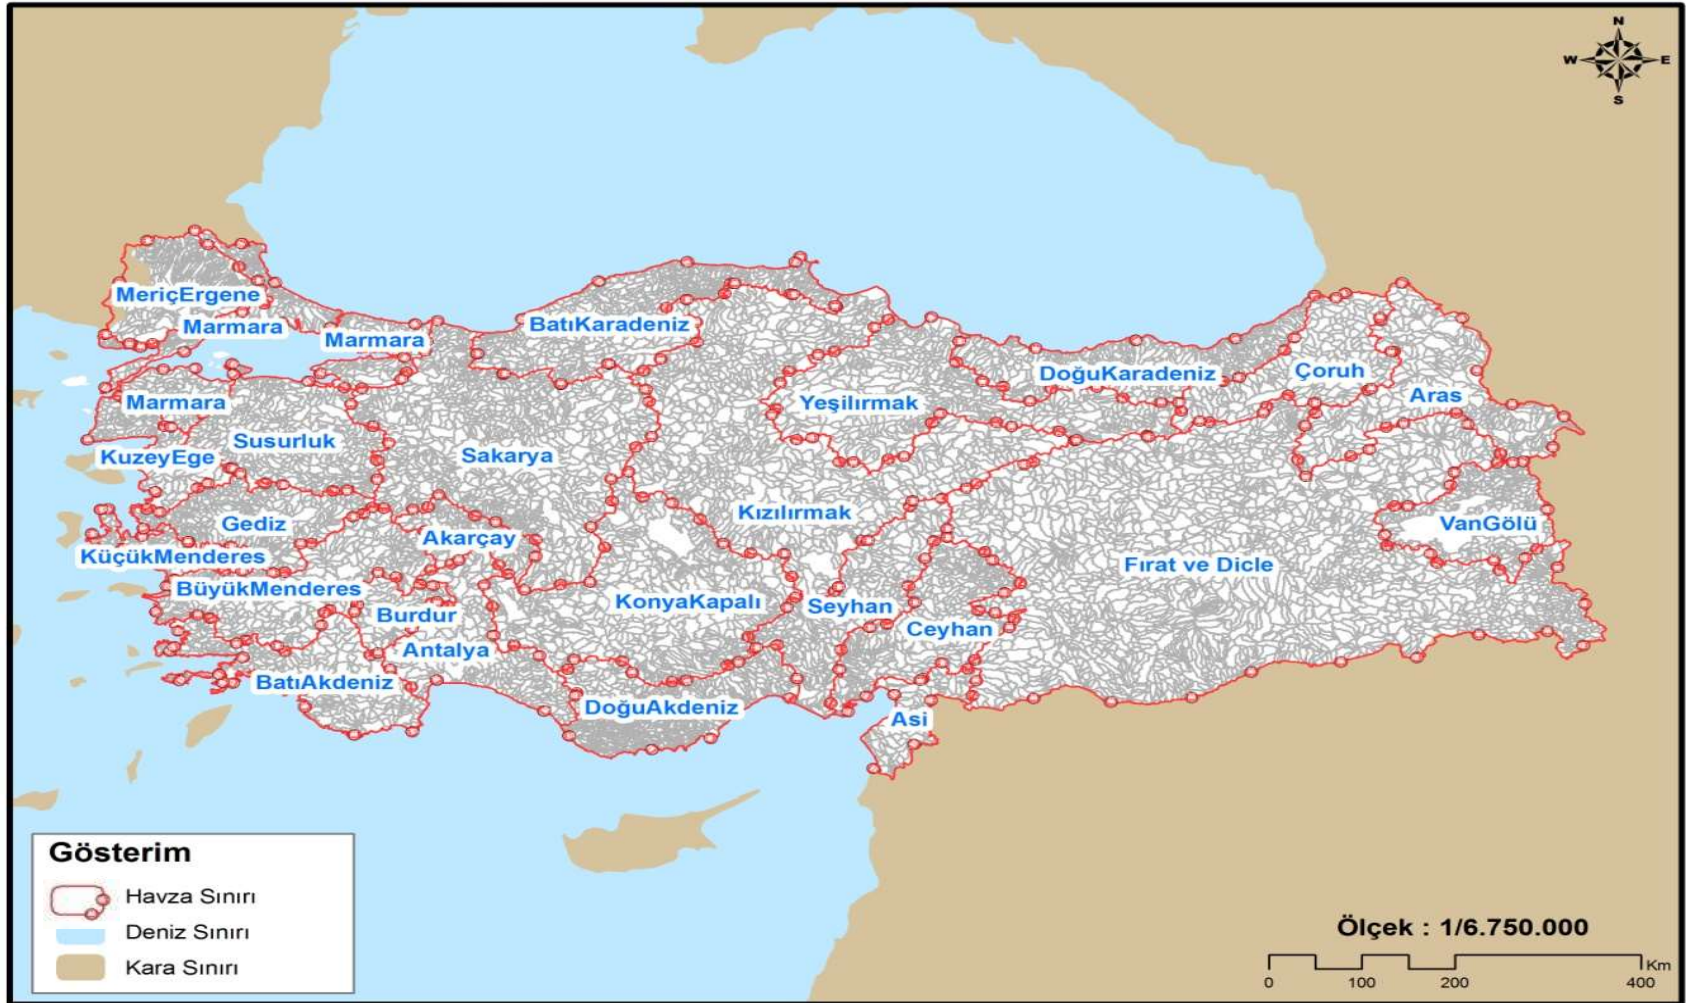 N
W E
S
MeriçErgene
Marmara
Marmara
BatıKaradeniz
DoğuKaradeniz
Çoruh
Aras
Marmara
Yeşilırmak
Susurluk
KuzeyEge
Sakarya
Kızılırmak
VanGölü
Gediz
Akarçay
KüçükMenderes
Fırat ve Dicle
BüyükMenderes
KonyaKapalı
Seyhan
Burdur
Ceyhan
Antalya
BatıAkdeniz
DoğuAkdeniz
Asi
Gösterim
Havza Sınırı
Deniz Sınırı
Kara Sınırı
Ölçek : 1/6.750.000
Km
0 100 200 400